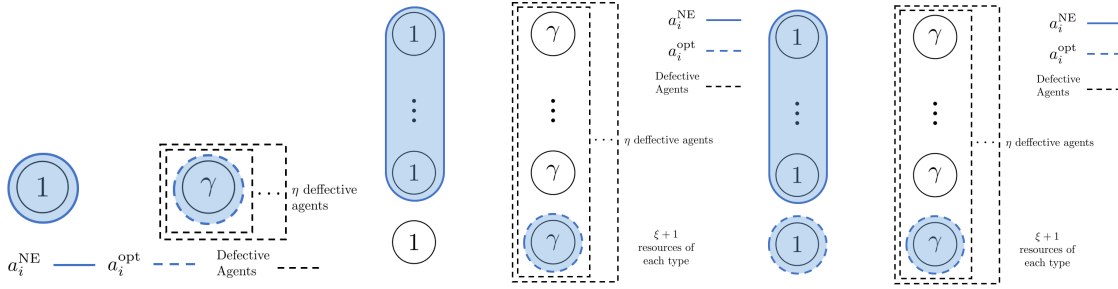 1
γ
η deffective
agents
a_i^NE
a_i^opt
Defective
Agents
1
⋮
1
1
γ
⋮
γ
γ
a_i^NE
a_i^opt
Defective
Agents
η deffective agents
ξ + 1
resources of
each type
1
⋮
1
1
γ
⋮
γ
γ
a_i^NE
a_i^opt
Defective
Agents
η deffective agents
ξ + 1
resources of
each type